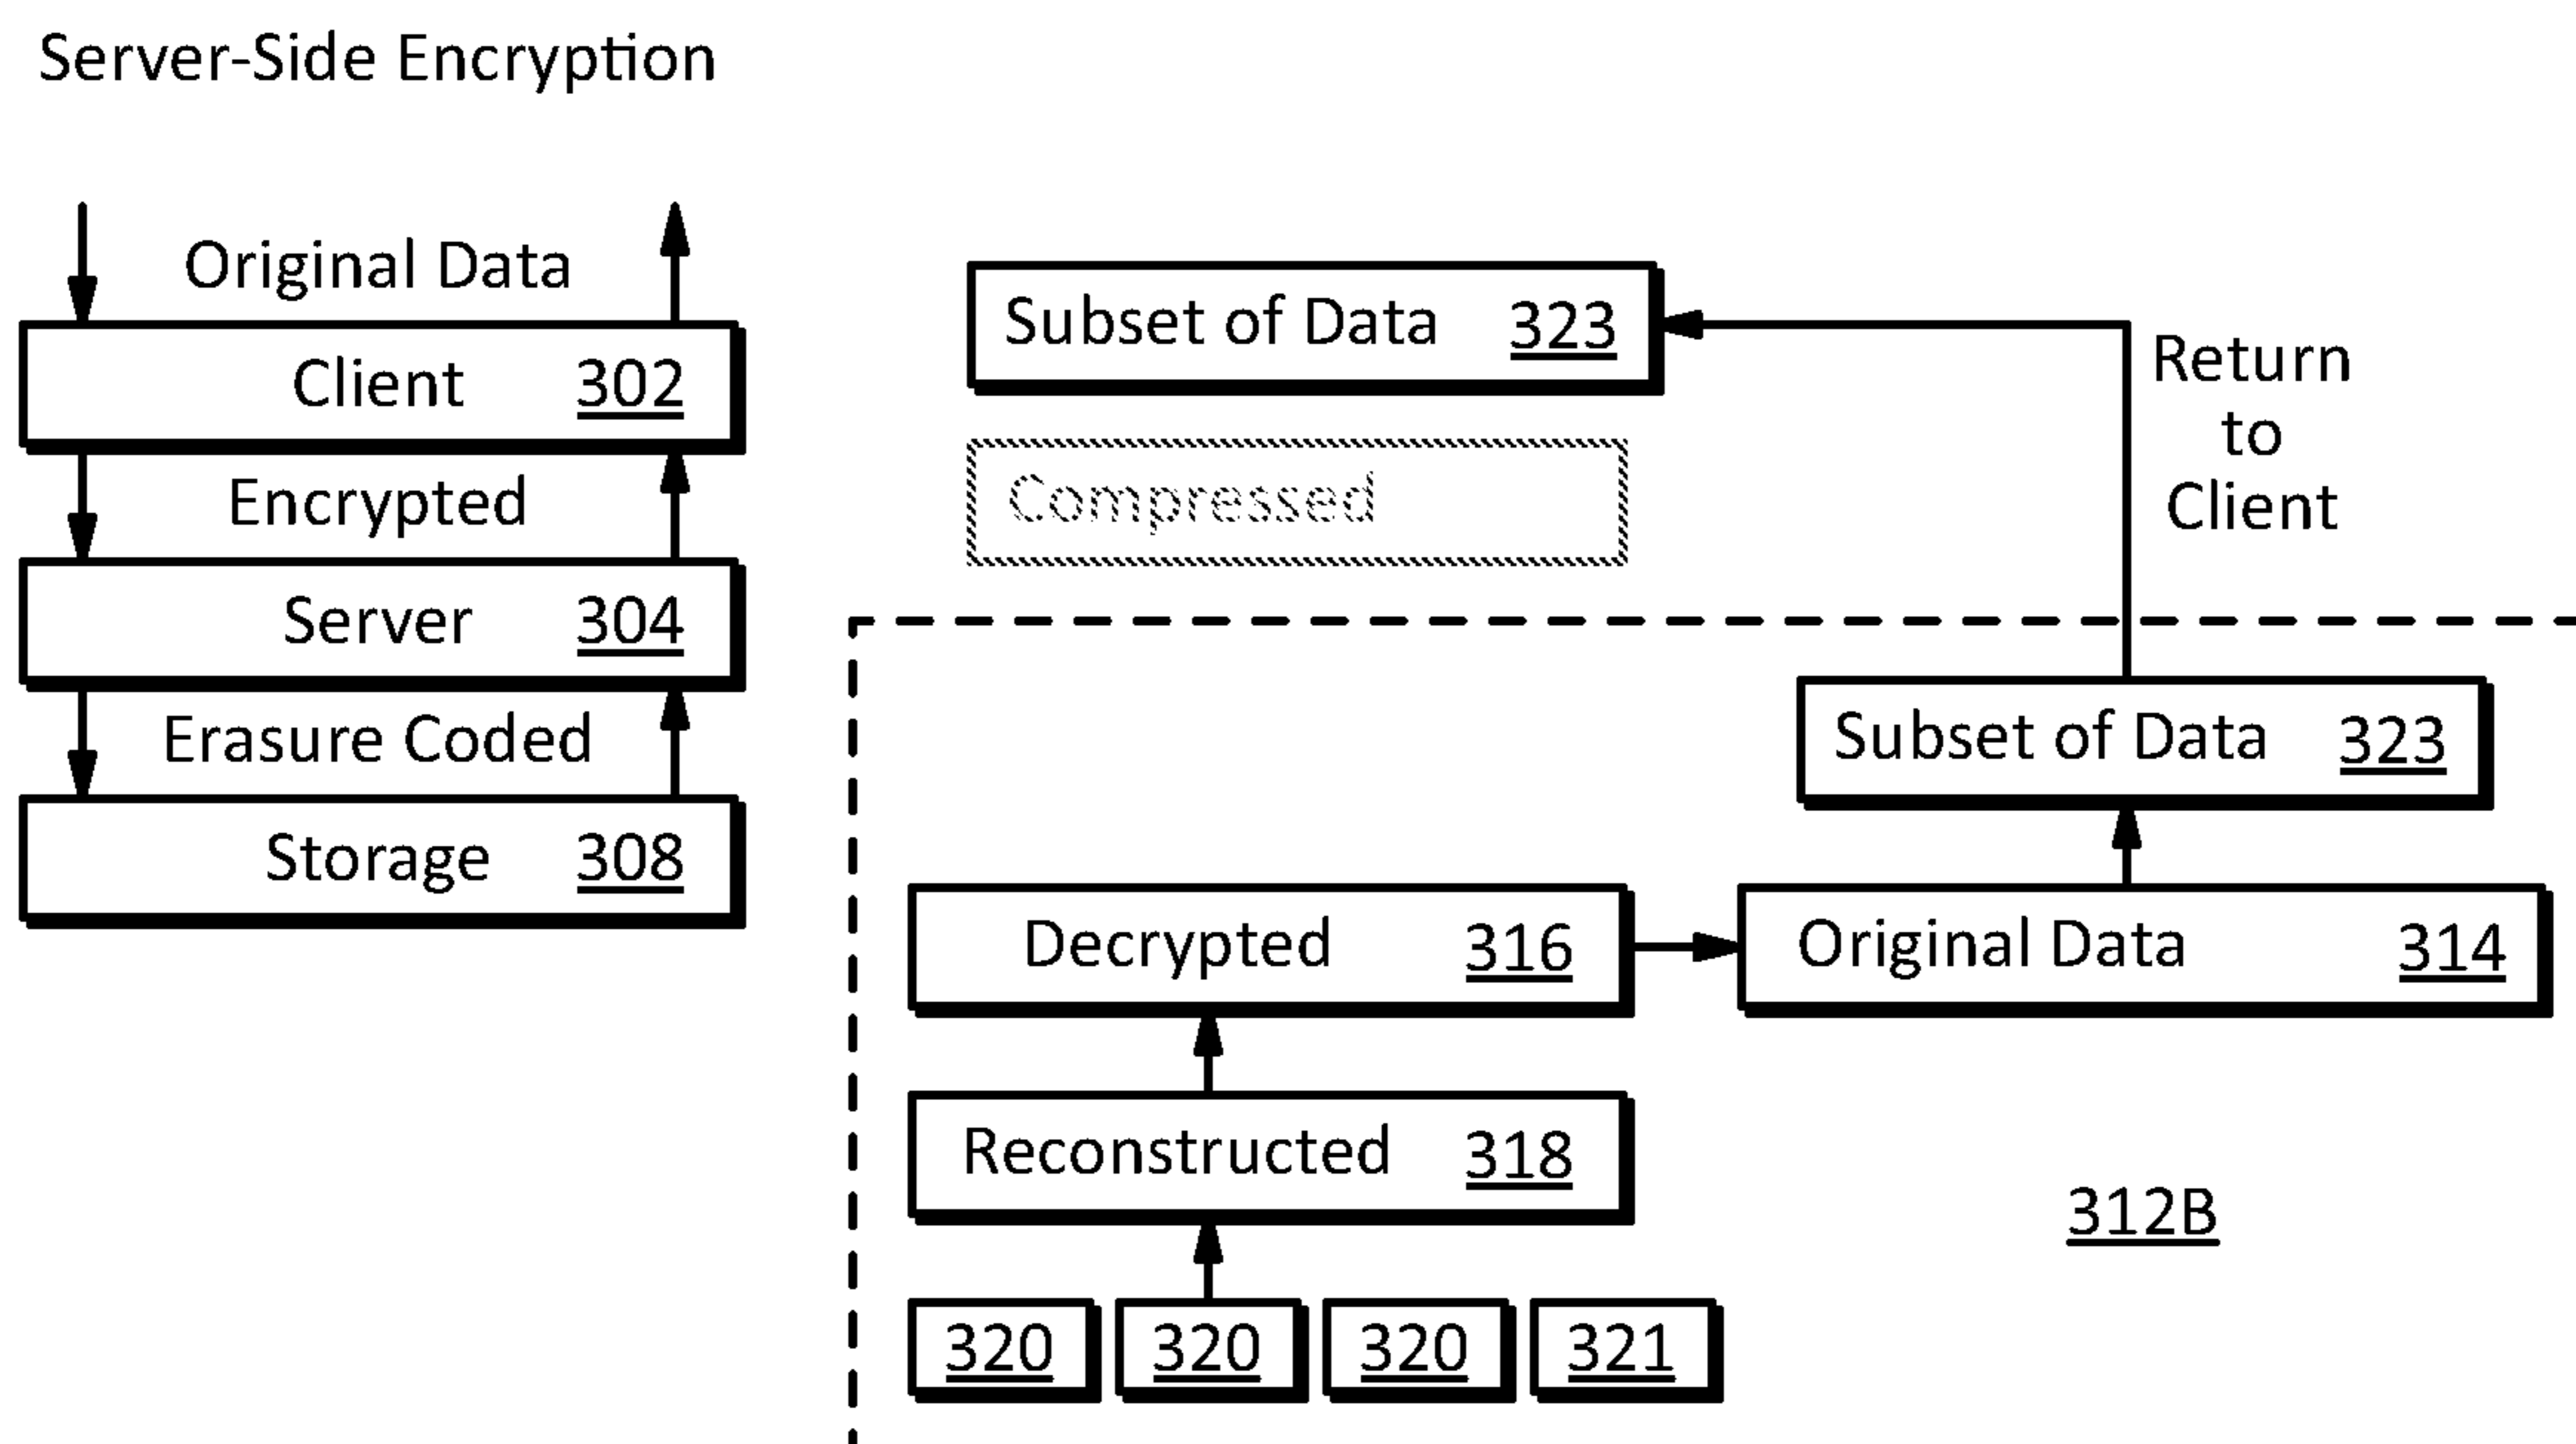 Server-Side Encryption
Original Data
Client 302
Encrypted
Server 304
Erasure Coded
Storage 308
Subset of Data 323
Compressed
Return
to
Client
Subset of Data 323
Decrypted 316
Original Data 314
Reconstructed 318
312B
320 320 320 321